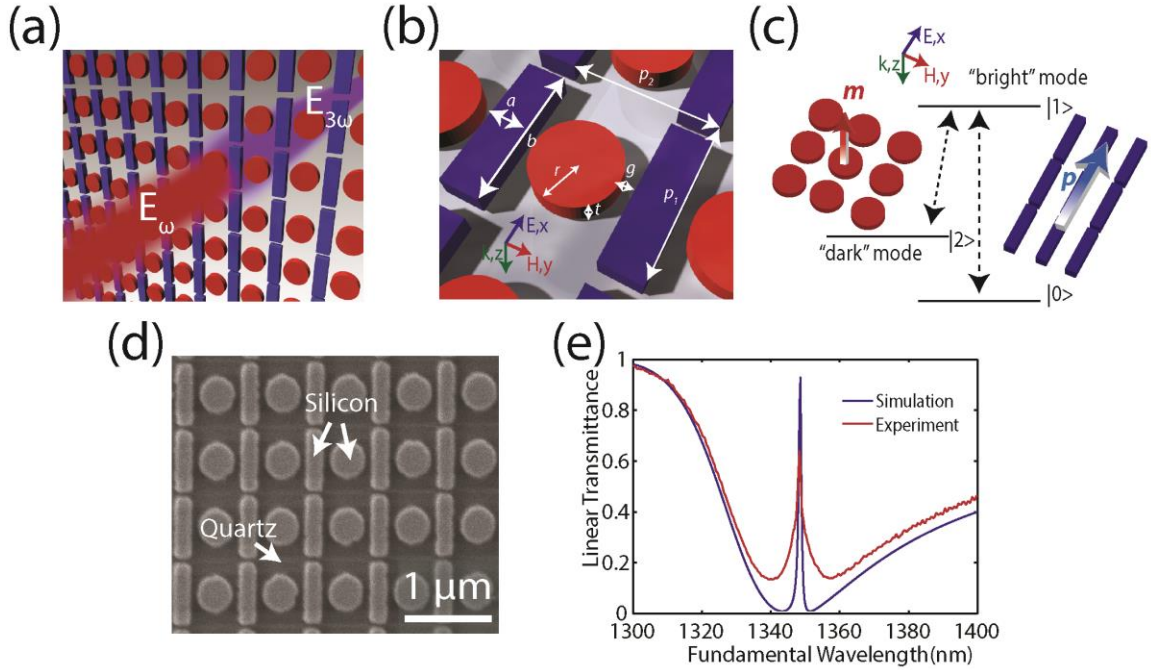 (a)
E3ω
Eω
(b)
a
b
p2
r
g
t
p1
E,x
k,z
H,y
(c)
E,x
k,z
H,y
m
"bright" mode
|1>
p
"dark" mode
|2>
|0>
(d)
Silicon
Quartz
1 μm
(e)
Linear Transmittance
1
0.8
0.6
0.4
0.2
0
Simulation
Experiment
1300 1320 1340 1360 1380 1400
Fundamental Wavelength(nm)